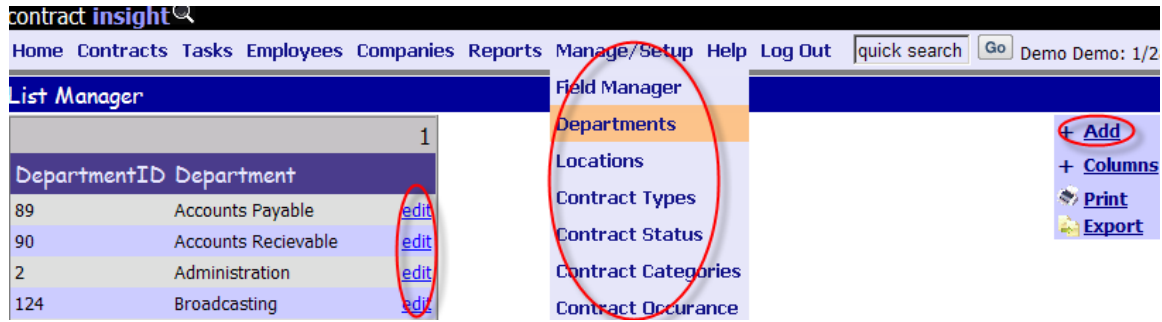 contract insight
Home Contracts Tasks Employees Companies Reports Manage/Setup Help Log Out quick search Go Demo Demo: 1/2
List Manager
1
DepartmentID Department
89 Accounts Payable edit
90 Accounts Recievable edit
2 Administration edit
124 Broadcasting edit
Field Manager
Departments
Locations
Contract Types
Contract Status
Contract Categories
Contract Occurance
+ Add
+ Columns
Print
Export